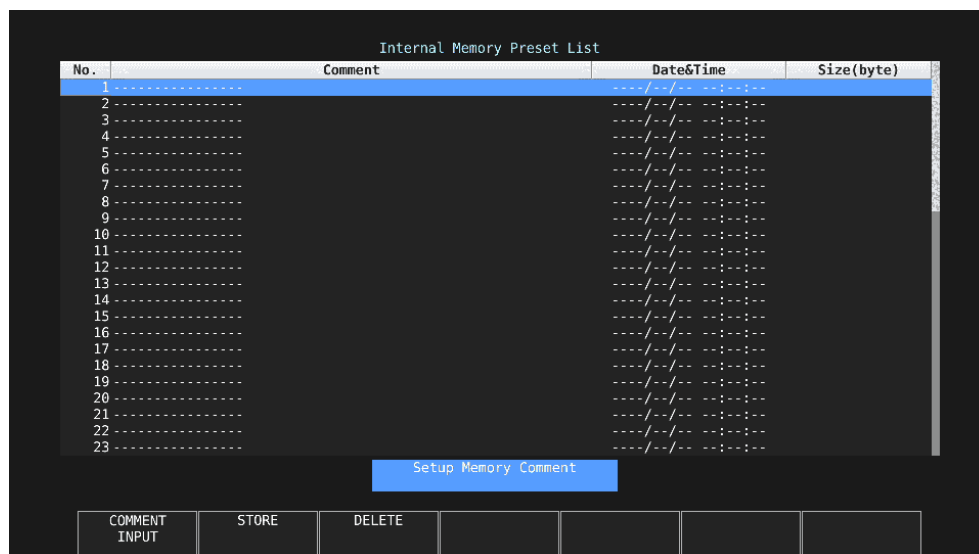 Internal Memory Preset List
No. Comment Date&Time Size(byte)
1 ---------------- ----/--/-- --:--:--
2 ---------------- ----/--/-- --:--:--
3 ---------------- ----/--/-- --:--:--
4 ---------------- ----/--/-- --:--:--
5 ---------------- ----/--/-- --:--:--
6 ---------------- ----/--/-- --:--:--
7 ---------------- ----/--/-- --:--:--
8 ---------------- ----/--/-- --:--:--
9 ---------------- ----/--/-- --:--:--
10 ---------------- ----/--/-- --:--:--
11 ---------------- ----/--/-- --:--:--
12 ---------------- ----/--/-- --:--:--
13 ---------------- ----/--/-- --:--:--
14 ---------------- ----/--/-- --:--:--
15 ---------------- ----/--/-- --:--:--
16 ---------------- ----/--/-- --:--:--
17 ---------------- ----/--/-- --:--:--
18 ---------------- ----/--/-- --:--:--
19 ---------------- ----/--/-- --:--:--
20 ---------------- ----/--/-- --:--:--
21 ---------------- ----/--/-- --:--:--
22 ---------------- ----/--/-- --:--:--
23 ---------------- ----/--/-- --:--:--
Setup Memory Comment
COMMENT STORE DELETE
INPUT